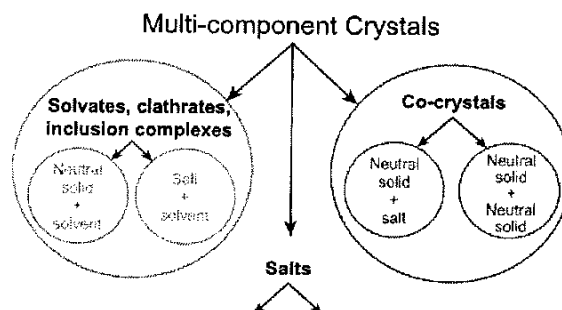 Multi-component Crystals
Solvates, clathrates,
inclusion complexes
Neutral
solid
+
solvent
Salt
+
solvent
Co-crystals
Neutral
solid
+
salt
Neutral
solid
+
Neutral
solid
Salts